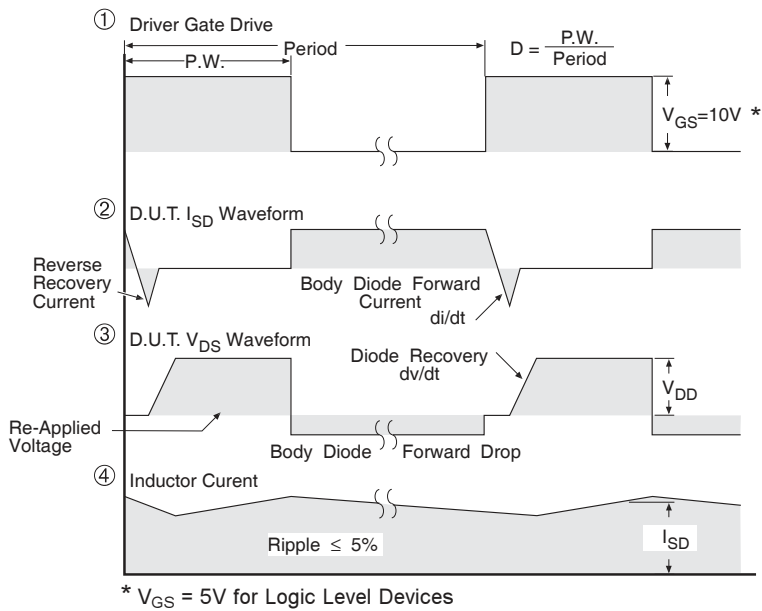 ① Driver Gate Drive
Period
P.W.
D = P.W. / Period
V_GS=10V *
② D.U.T. I_SD Waveform
Reverse
Recovery
Current
Body Diode Forward
Current
di/dt
③ D.U.T. V_DS Waveform
Diode Recovery
dv/dt
V_DD
Re-Applied
Voltage
Body Diode Forward Drop
④ Inductor Curent
Ripple ≤ 5%
I_SD
* V_GS = 5V for Logic Level Devices